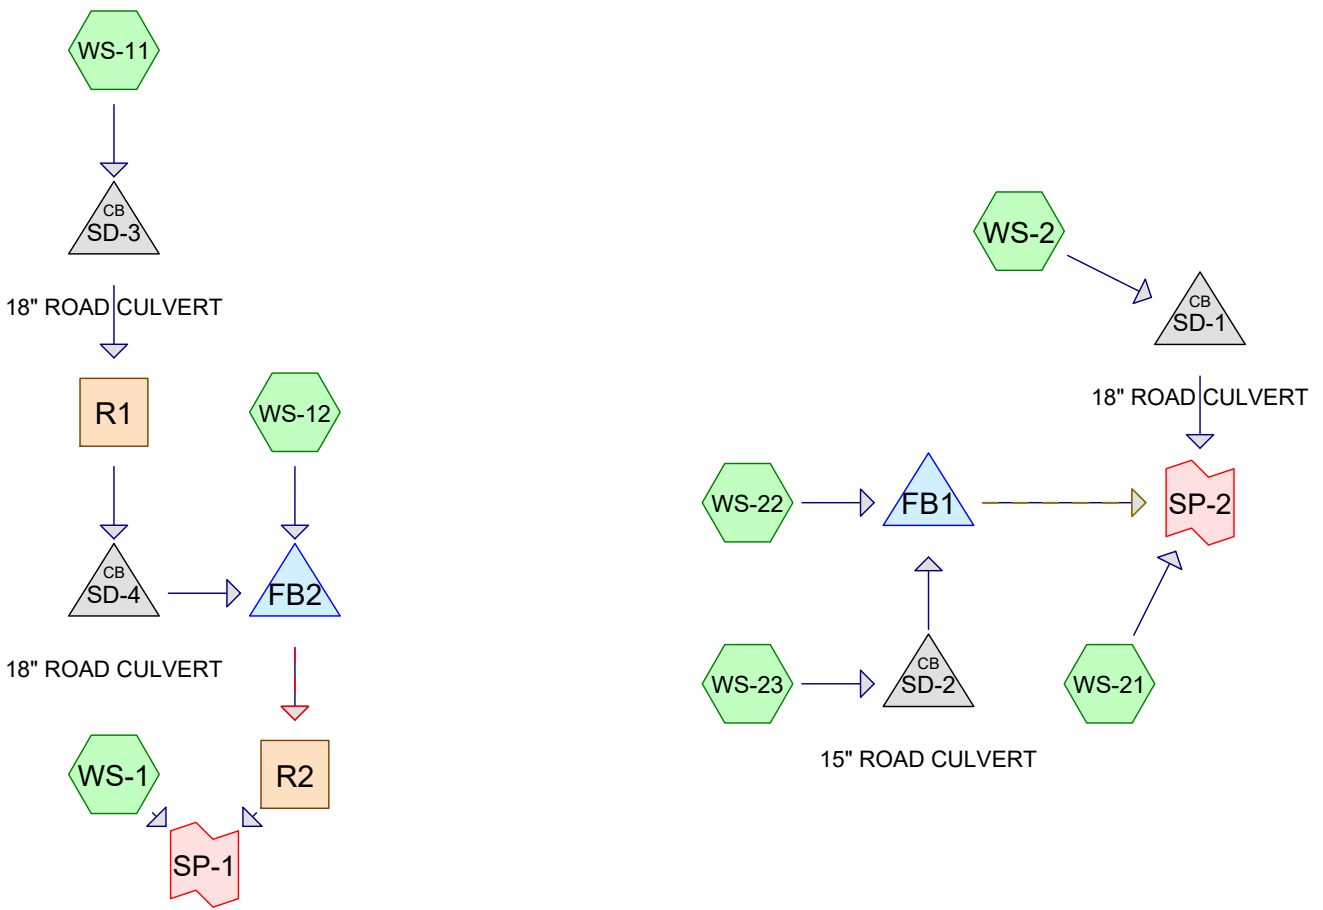 WS-11
CB
SD-3
18" ROAD CULVERT
R1
WS-12
CB
SD-4
FB2
18" ROAD CULVERT
WS-1
R2
SP-1
WS-2
CB
SD-1
18" ROAD CULVERT
WS-22
FB1
SP-2
WS-23
CB
SD-2
WS-21
15" ROAD CULVERT